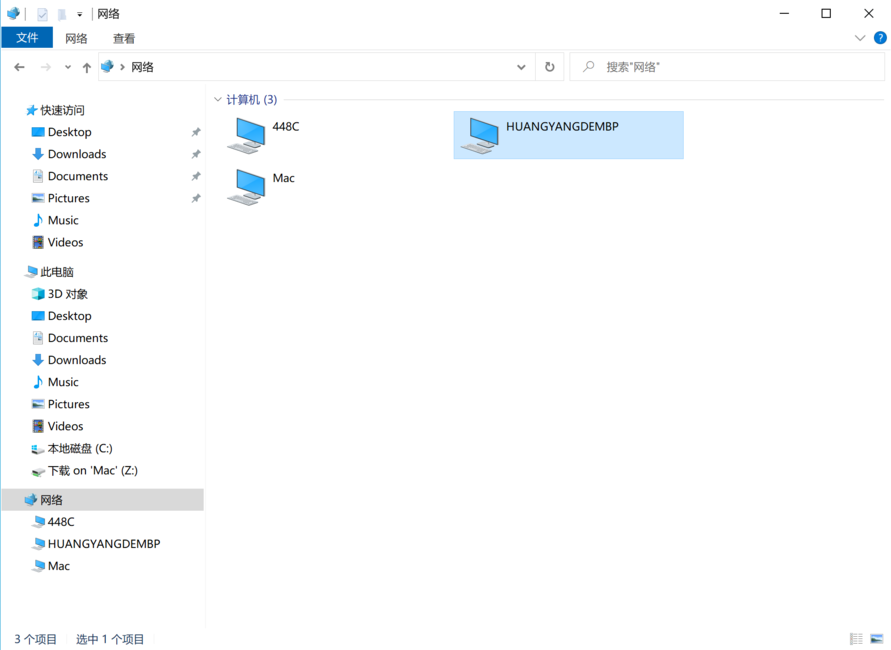 网络
文件 网络 查看
网络 搜索"网络"
快速访问
Desktop
Downloads
Documents
Pictures
Music
Videos
此电脑
3D 对象
Desktop
Documents
Downloads
Music
Pictures
Videos
本地磁盘 (C:)
下载 on 'Mac' (Z:)
网络
448C
HUANGYANGDEMBP
Mac
计算机 (3)
448C HUANGYANGDEMBP
Mac
3 个项目 选中 1 个项目